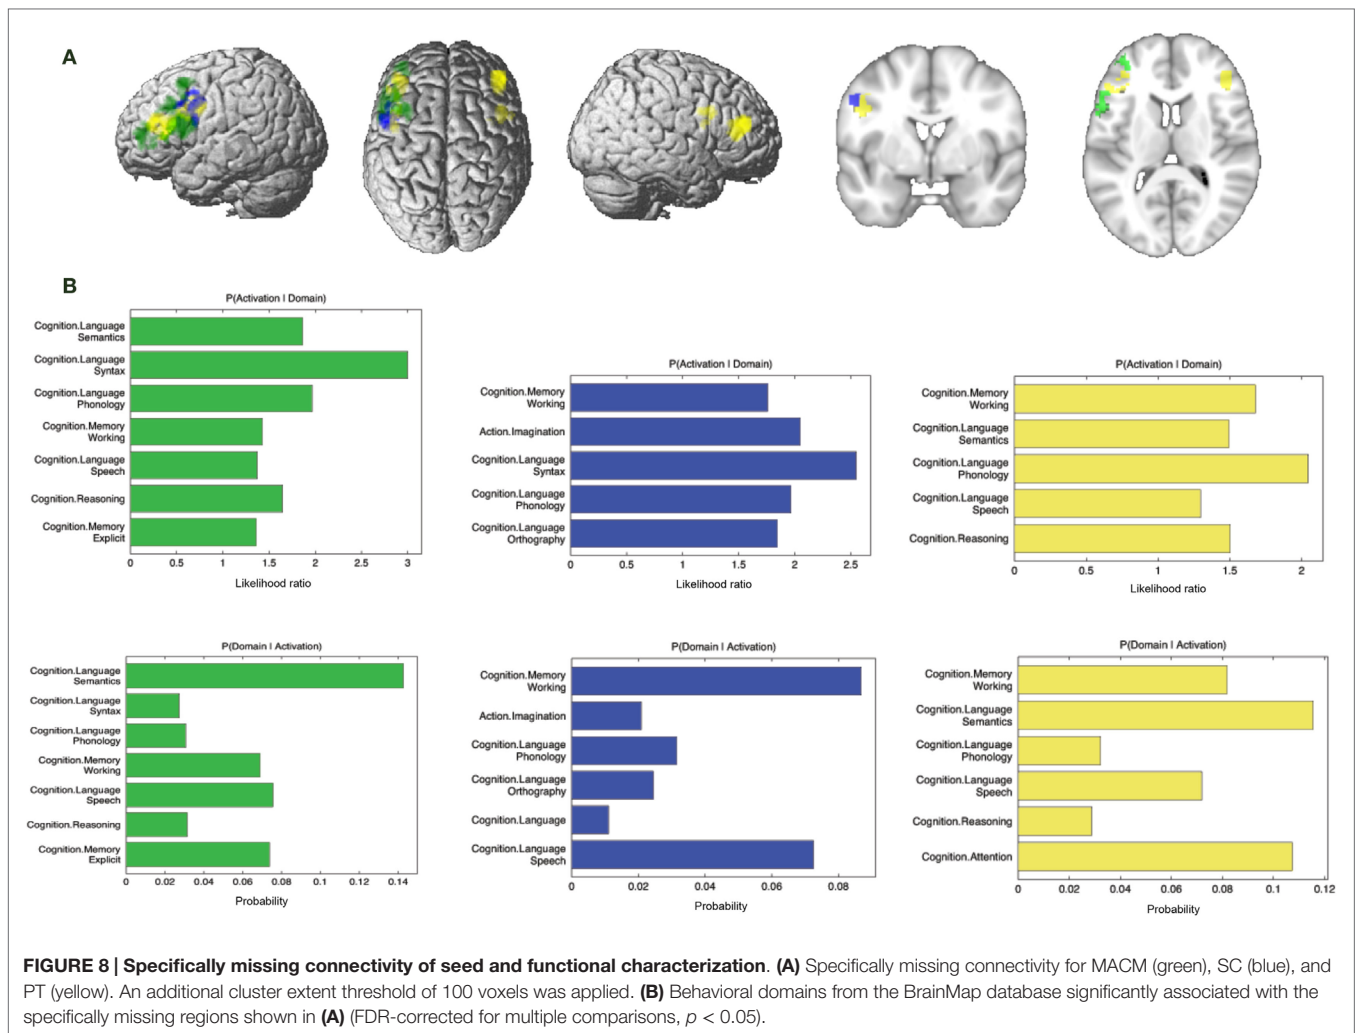 A
B
P(Activation | Domain)
Cognition.Language
Semantics
Cognition.Language
Syntax
Cognition.Language
Phonology
Cognition.Memory
Working
Cognition.Language
Speech
Cognition.Reasoning
Cognition.Memory
Explicit
0 0.5 1 1.5 2 2.5 3
Likelihood ratio
P(Activation | Domain)
Cognition.Memory
Working
Action.Imagination
Cognition.Language
Syntax
Cognition.Language
Phonology
Cognition.Language
Orthography
0 0.5 1 1.5 2 2.5
Likelihood ratio
P(Activation | Domain)
Cognition.Memory
Working
Cognition.Language
Semantics
Cognition.Language
Phonology
Cognition.Language
Speech
Cognition.Reasoning
0 0.5 1 1.5 2
Likelihood ratio
P(Domain | Activation)
Cognition.Language
Semantics
Cognition.Language
Syntax
Cognition.Language
Phonology
Cognition.Memory
Working
Cognition.Language
Speech
Cognition.Reasoning
Cognition.Memory
Explicit
0 0.02 0.04 0.06 0.08 0.1 0.12 0.14
Probability
P(Domain | Activation)
Cognition.Memory
Working
Action.Imagination
Cognition.Language
Phonology
Cognition.Language
Orthography
Cognition.Language
Cognition.Language
Speech
0 0.02 0.04 0.06 0.08
Probability
P(Domain | Activation)
Cognition.Memory
Working
Cognition.Language
Semantics
Cognition.Language
Phonology
Cognition.Language
Speech
Cognition.Reasoning
Cognition.Attention
0 0.02 0.04 0.06 0.08 0.1 0.12
Probability
FIGURE 8 | Specifically missing connectivity of seed and functional characterization. (A) Specifically missing connectivity for MACM (green), SC (blue), and
PT (yellow). An additional cluster extent threshold of 100 voxels was applied. (B) Behavioral domains from the BrainMap database significantly associated with the
specifically missing regions shown in (A) (FDR-corrected for multiple comparisons, p < 0.05).